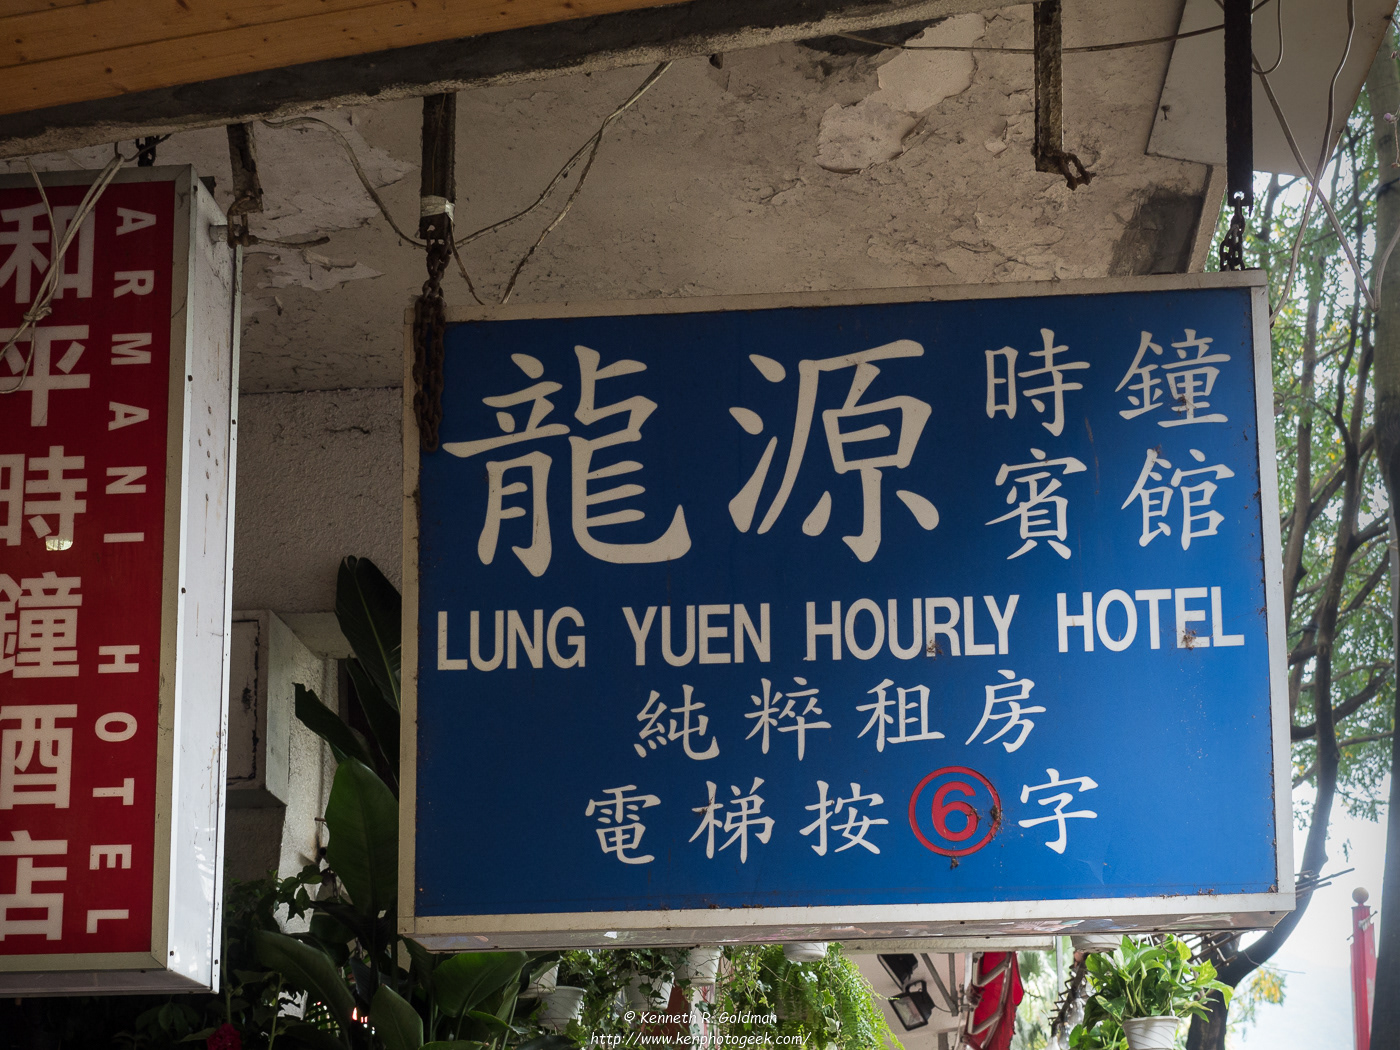 和平時鐘酒店
ARMANI HOTEL
龍源
時鐘
賓館
LUNG YUEN HOURLY HOTEL
純粹租房
電梯按6字
© Kenneth R. Goldman
http://www.kenphotogeek.com/